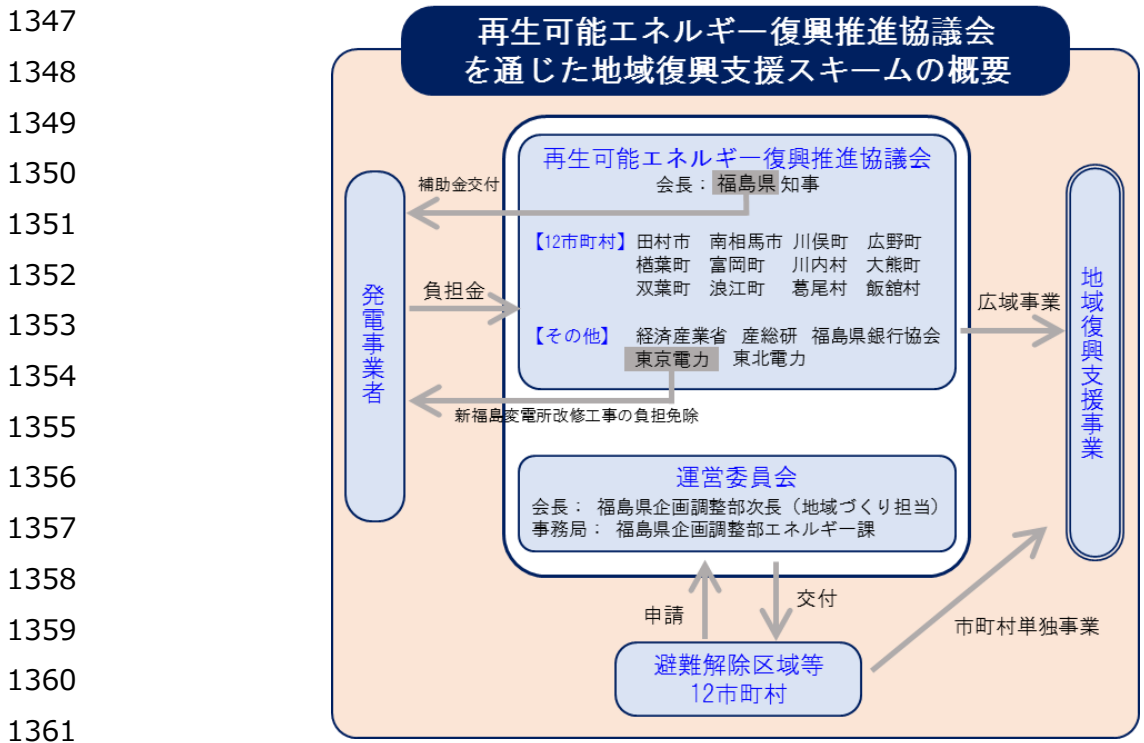 1347
1348
1349
1350
1351
1352
1353
1354
1355
1356
1357
1358
1359
1360
1361
再生可能エネルギー復興推進協議会
を通じた地域復興支援スキームの概要
再生可能エネルギー復興推進協議会
会長：福島県知事
補助金交付
【12市町村】田村市 南相馬市 川俣町 広野町
楢葉町 富岡町 川内村 大熊町
双葉町 浪江町 葛尾村 飯舘村
発電事業者
負担金
広域事業
地域復興支援事業
【その他】 経済産業省 産総研 福島県銀行協会
東京電力 東北電力
新福島変電所改修工事の負担免除
運営委員会
会長： 福島県企画調整部次長（地域づくり担当）
事務局： 福島県企画調整部エネルギー課
申請
交付
市町村単独事業
避難解除区域等
12市町村